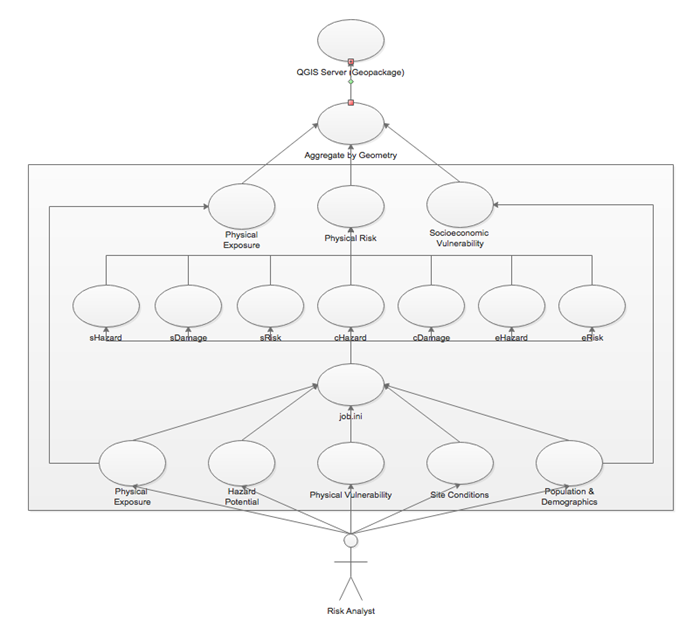 QGIS Server (Geopackage)
Aggregate by Geometry
Physical
Exposure
Physical Risk
Socioeconomic
Vulnerability
sHazard
sDamage
sRisk
cHazard
cDamage
eHazard
eRisk
job.ini
Physical
Exposure
Hazard
Potential
Physical Vulnerability
Site Conditions
Population &
Demographics
Risk Analyst